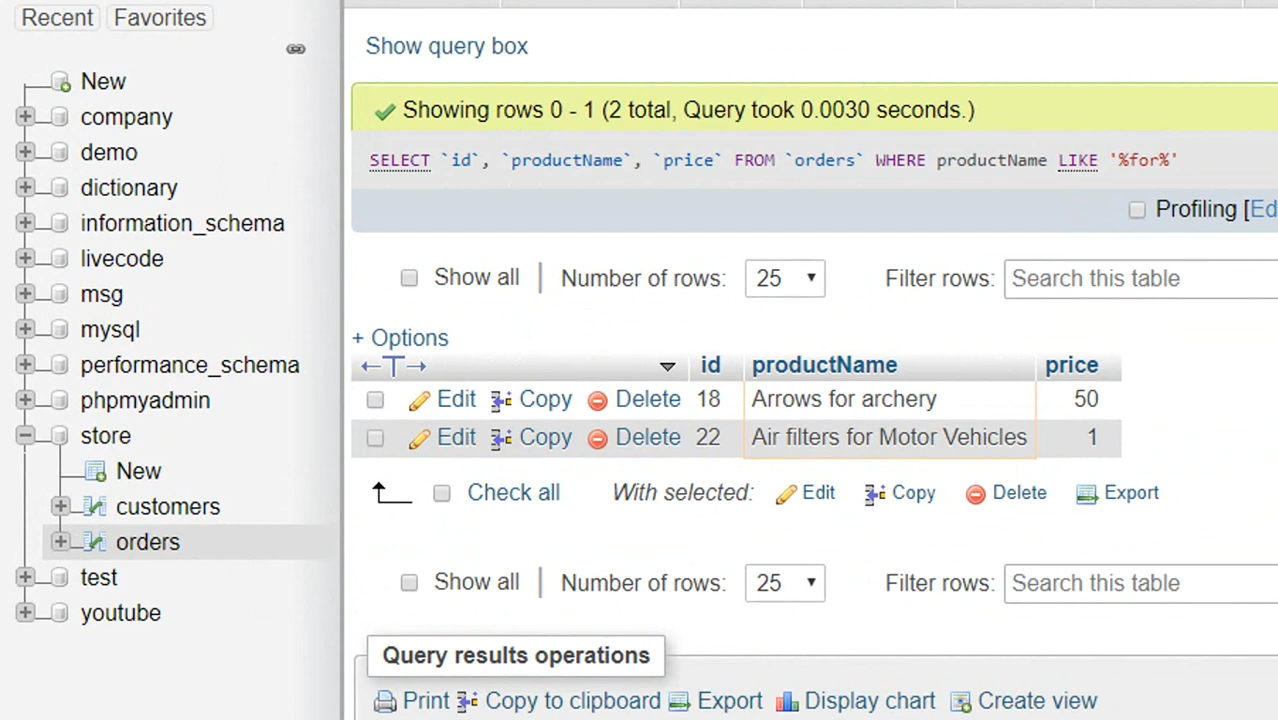 Recent Favorites
New
company
demo
dictionary
information_schema
livecode
msg
mysql
performance_schema
phpmyadmin
store
New
customers
orders
test
youtube
Show query box
Showing rows 0 - 1 (2 total, Query took 0.0030 seconds.)
SELECT `id`, `productName`, `price` FROM `orders` WHERE productName LIKE '%for%'
Profiling [Ed
Show all Number of rows: 25 Filter rows: Search this table
+ Options
id productName price
Edit Copy Delete 18 Arrows for archery 50
Edit Copy Delete 22 Air filters for Motor Vehicles 1
Check all With selected: Edit Copy Delete Export
Show all Number of rows: 25 Filter rows: Search this table
Query results operations
Print Copy to clipboard Export Display chart Create view